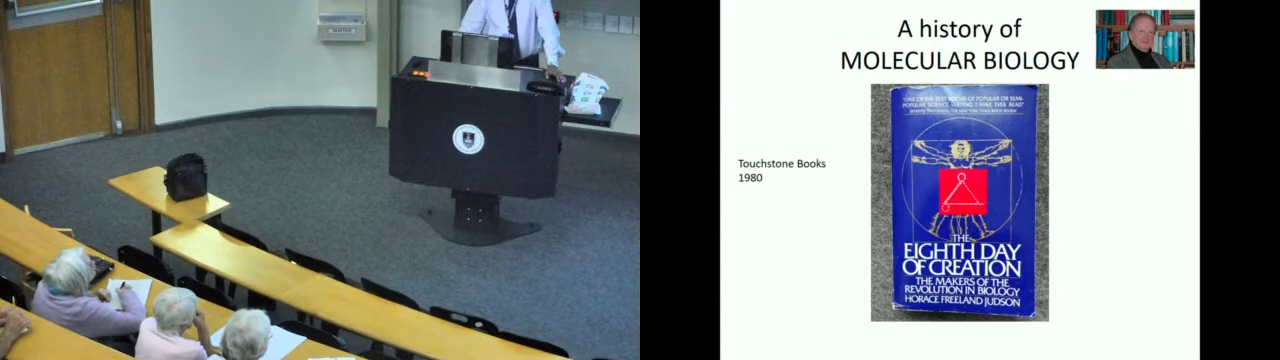 A history of
MOLECULAR BIOLOGY
"ONE OF THE BEST BOOKS OF POPULAR OR SEMI-
POPULAR SCIENCE WRITING I HAVE EVER READ"
Touchstone Books
1980
THE
EIGHTH DAY
OF CREATION
THE MAKERS OF THE
REVOLUTION IN BIOLOGY
HORACE FREELAND JUDSON